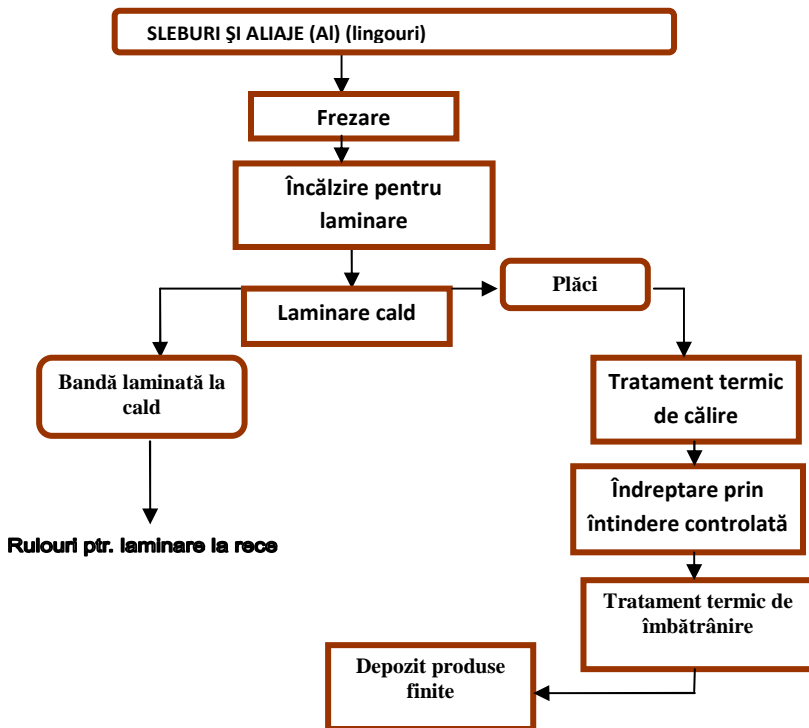 SLEBURI ŞI ALIAJE (Al) (lingouri)
Frezare
Încălzire pentru
laminare
Laminare cald
Plăci
Bandă laminată la
cald
Rulouri ptr. laminare la rece
Tratament termic
de călire
Îndreptare prin
întindere controlată
Tratament termic de
îmbătrânire
Depozit produse
finite